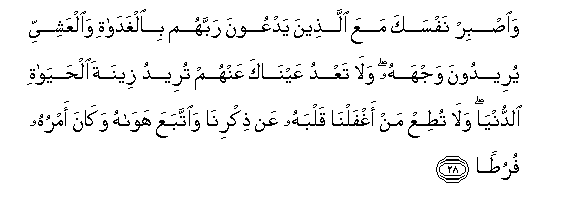 وَٱصْبِرْ نَفْسَكَ مَعَ ٱلَّذِينَ يَدْعُونَ رَبَّهُم بِٱلْغَدَوٰةِ وَٱلْعَشِىِّ
يُرِيدُونَ وَجْهَهُۥ ۖ وَلَا تَعْدُ عَيْنَاكَ عَنْهُمْ تُرِيدُ زِينَةَ ٱلْحَيَوٰةِ
ٱلدُّنْيَا ۖ وَلَا تُطِعْ مَنْ أَغْفَلْنَا قَلْبَهُۥ عَن ذِكْرِنَا وَٱتَّبَعَ هَوَىٰهُ وَكَانَ أَمْرُهُۥ
فُرُطًا ٢٨